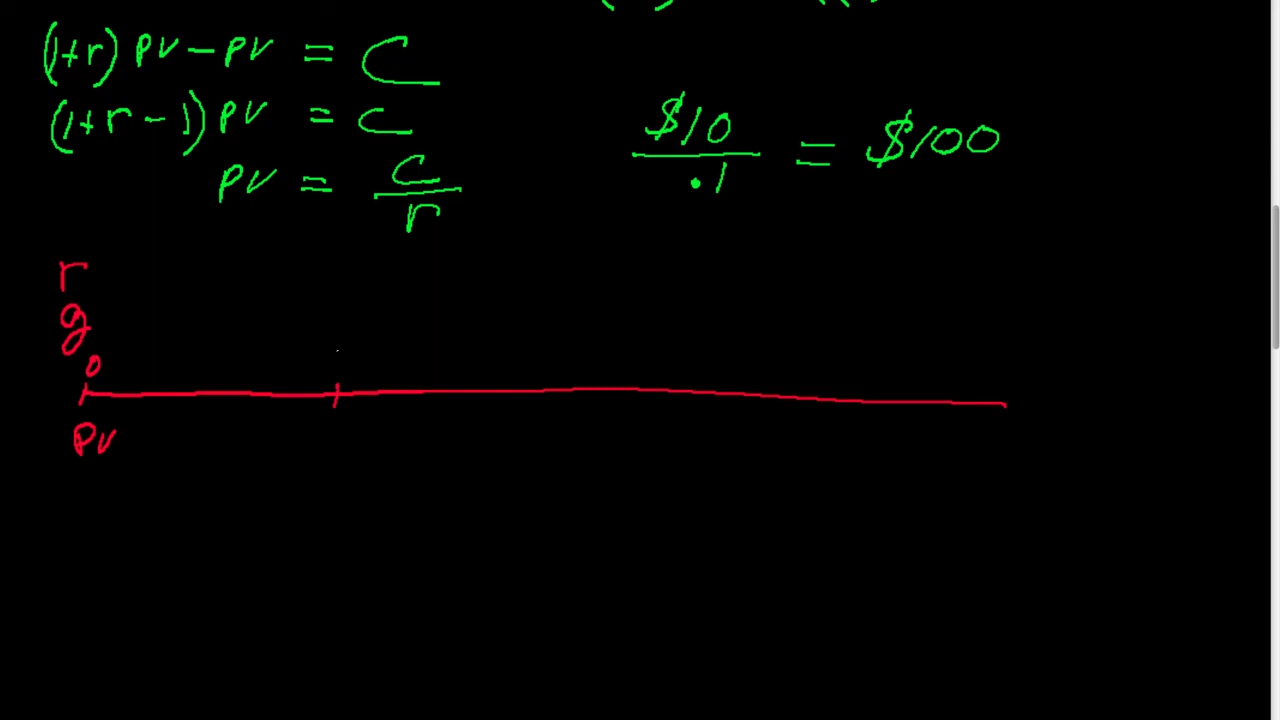 (1+r) PV - PV = C
(1+r-1) PV = C
PV = C/r
$10/.1 = $100
r
g
0
PV